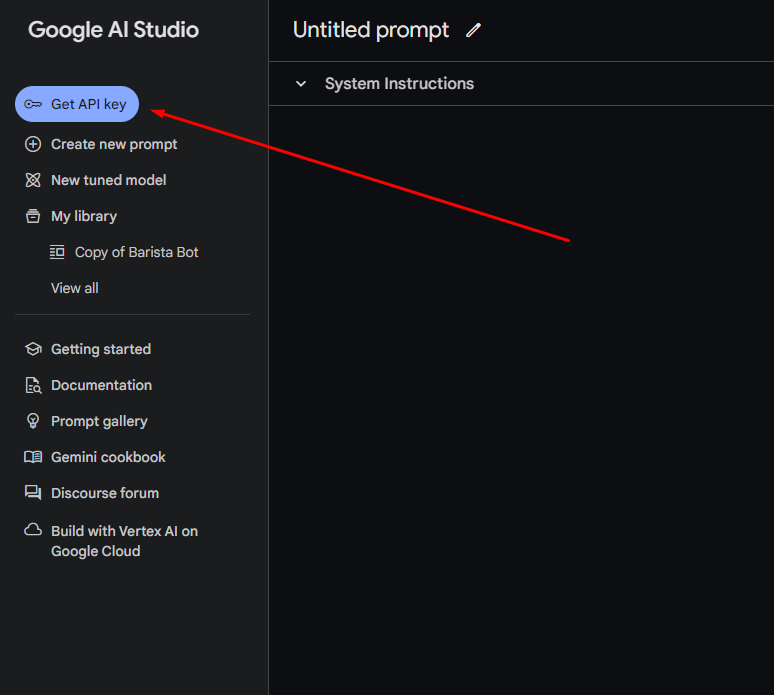 Google AI Studio
Get API key
Create new prompt
New tuned model
My library
Copy of Barista Bot
View all
Getting started
Documentation
Prompt gallery
Gemini cookbook
Discourse forum
Build with Vertex AI on
Google Cloud
Untitled prompt
System Instructions